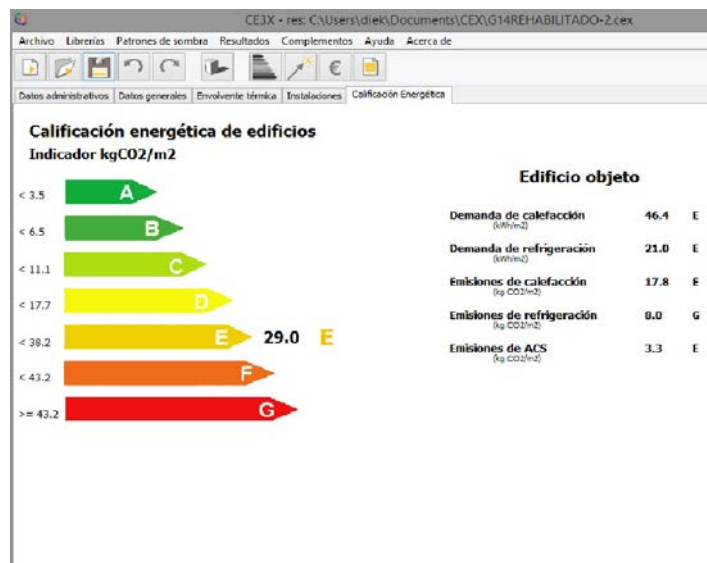 CE3X - res: C:\Users\diek\Documents\CEX\G14REHABILITADO-2.cex
Archivo Librerías Patrones de sombra Resultados Complementos Ayuda Acerca de
€
Datos administrativos Datos generales Envolvente térmica Instalaciones Calificación Energética
Calificación energética de edificios
Indicador kgCO2/m2
< 3.5 A
< 6.5 B
< 11.1 C
< 17.7 D
< 38.2 E 29.0 E
< 43.2 F
>= 43.2 G
Edificio objeto
Demanda de calefacción 46.4 E
(kWh/m2)
Demanda de refrigeración 21.0 E
(kWh/m2)
Emisiones de calefacción 17.8 E
(kg CO2/m2)
Emisiones de refrigeración 8.0 G
(kg CO2/m2)
Emisiones de ACS 3.3 E
(kg CO2/m2)